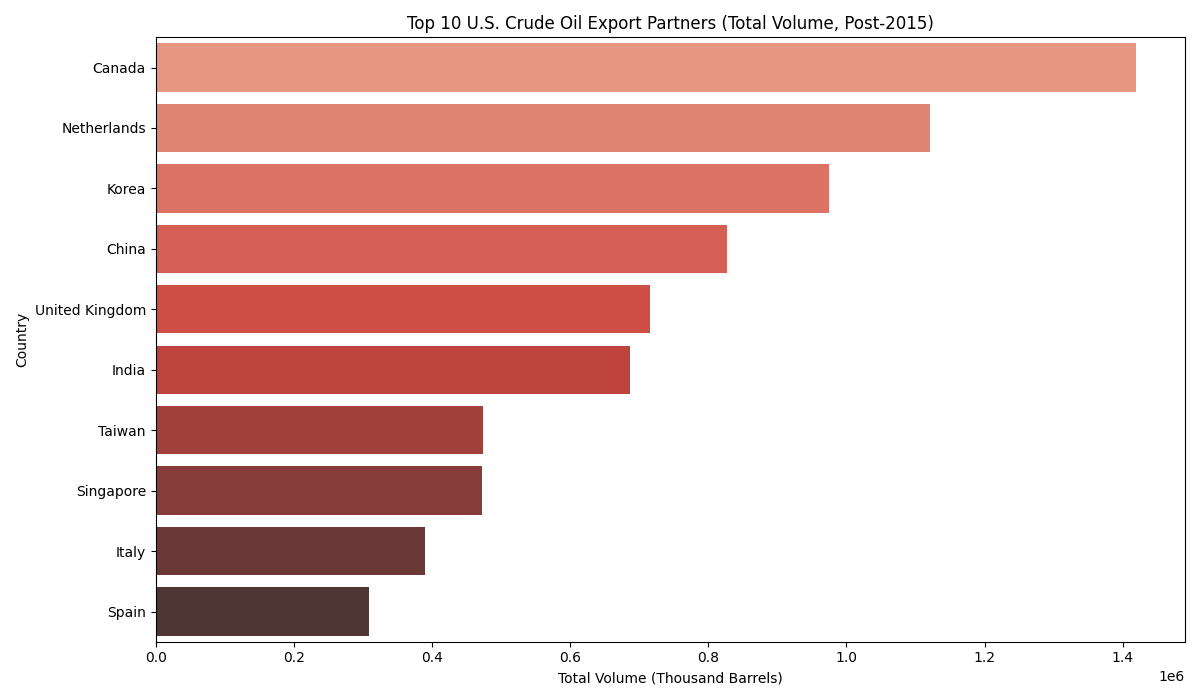 Top 10 U.S. Crude Oil Export Partners (Total Volume, Post-2015)
Country
Canada
Netherlands
Korea
China
United Kingdom
India
Taiwan
Singapore
Italy
Spain
0.0 0.2 0.4 0.6 0.8 1.0 1.2 1.4
1e6
Total Volume (Thousand Barrels)